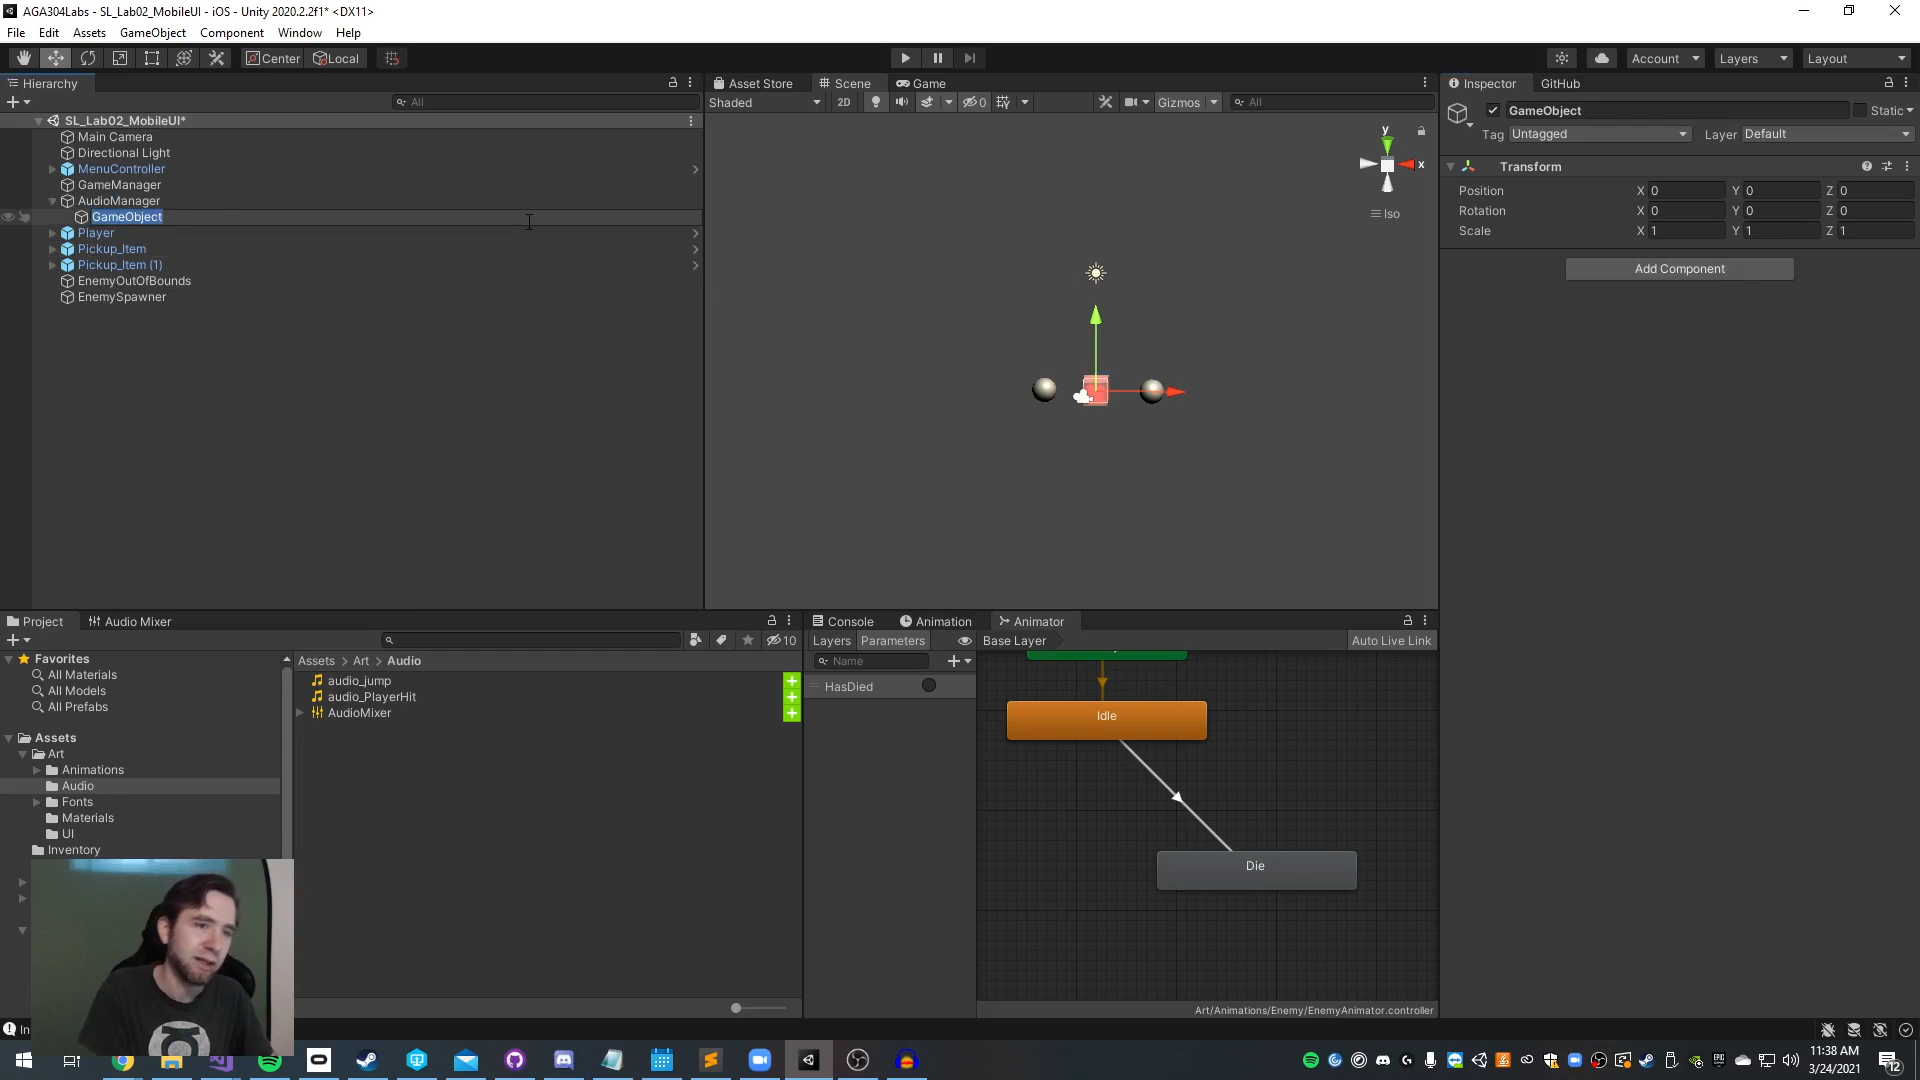 AGA304Labs - SL_Lab02_MobileUI - iOS - Unity 2020.2.2f1* <DX11>
File Edit Assets GameObject Component Window Help
Center Local Account Layers Layout
Hierarchy
All
SL_Lab02_MobileUI*
Main Camera
Directional Light
MenuController
GameManager
AudioManager
GameObject
Player
Pickup_Item
Pickup_Item (1)
EnemyOutOfBounds
EnemySpawner
Asset Store Scene Game
Shaded 2D 0 Gizmos All
y
x
Iso
Inspector GitHub
GameObject Static
Tag Untagged Layer Default
Transform
Position X 0 Y 0 Z 0
Rotation X 0 Y 0 Z 0
Scale X 1 Y 1 Z 1
Add Component
Project Audio Mixer
10
Favorites
All Materials
All Models
All Prefabs
Assets
Art
Animations
Audio
Fonts
Materials
UI
Inventory
Assets > Art > Audio
audio_jump
audio_PlayerHit
AudioMixer
Console Animation Animator
Layers Parameters Base Layer Auto Live Link
Name
HasDied
Idle
Die
Art/Animations/Enemy/EnemyAnimator.controller
In
11:38 AM
3/24/2021
12